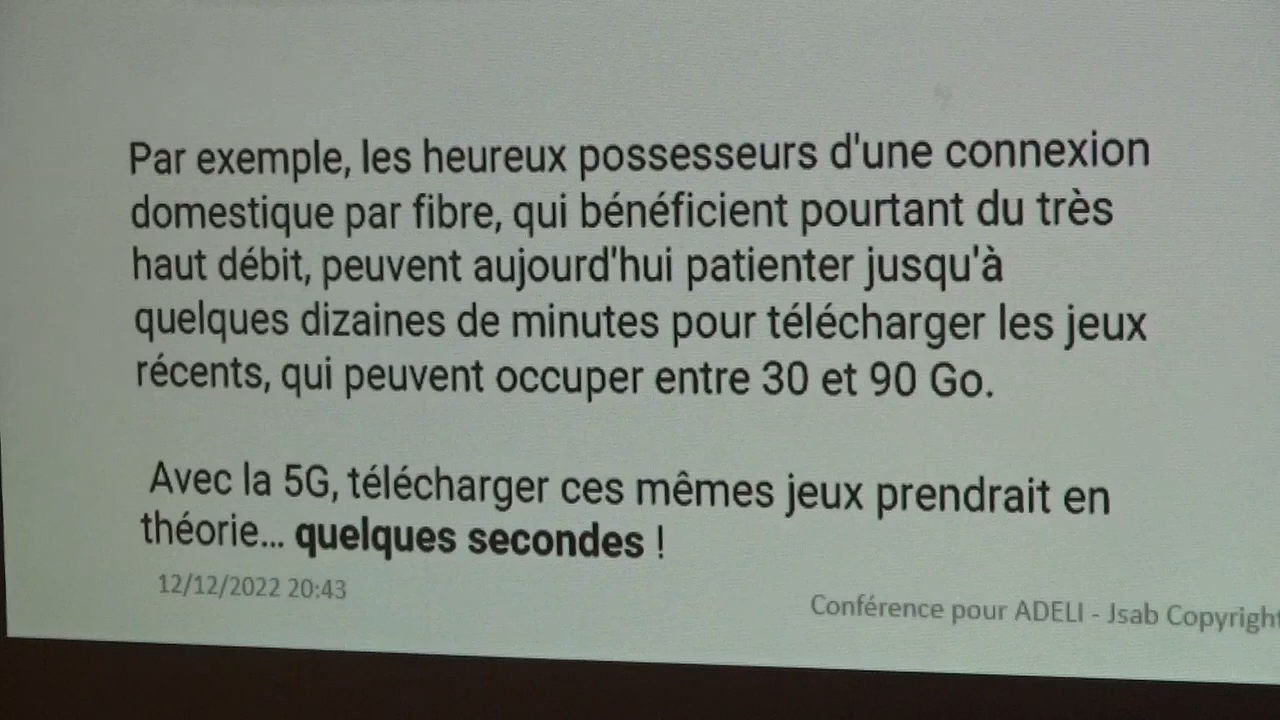 Par exemple, les heureux possesseurs d'une connexion
domestique par fibre, qui bénéficient pourtant du très
haut débit, peuvent aujourd'hui patienter jusqu'à
quelques dizaines de minutes pour télécharger les jeux
récents, qui peuvent occuper entre 30 et 90 Go.
Avec la 5G, télécharger ces mêmes jeux prendrait en
théorie... quelques secondes !
12/12/2022 20:43
Conférence pour ADELI - Jsab Copyright